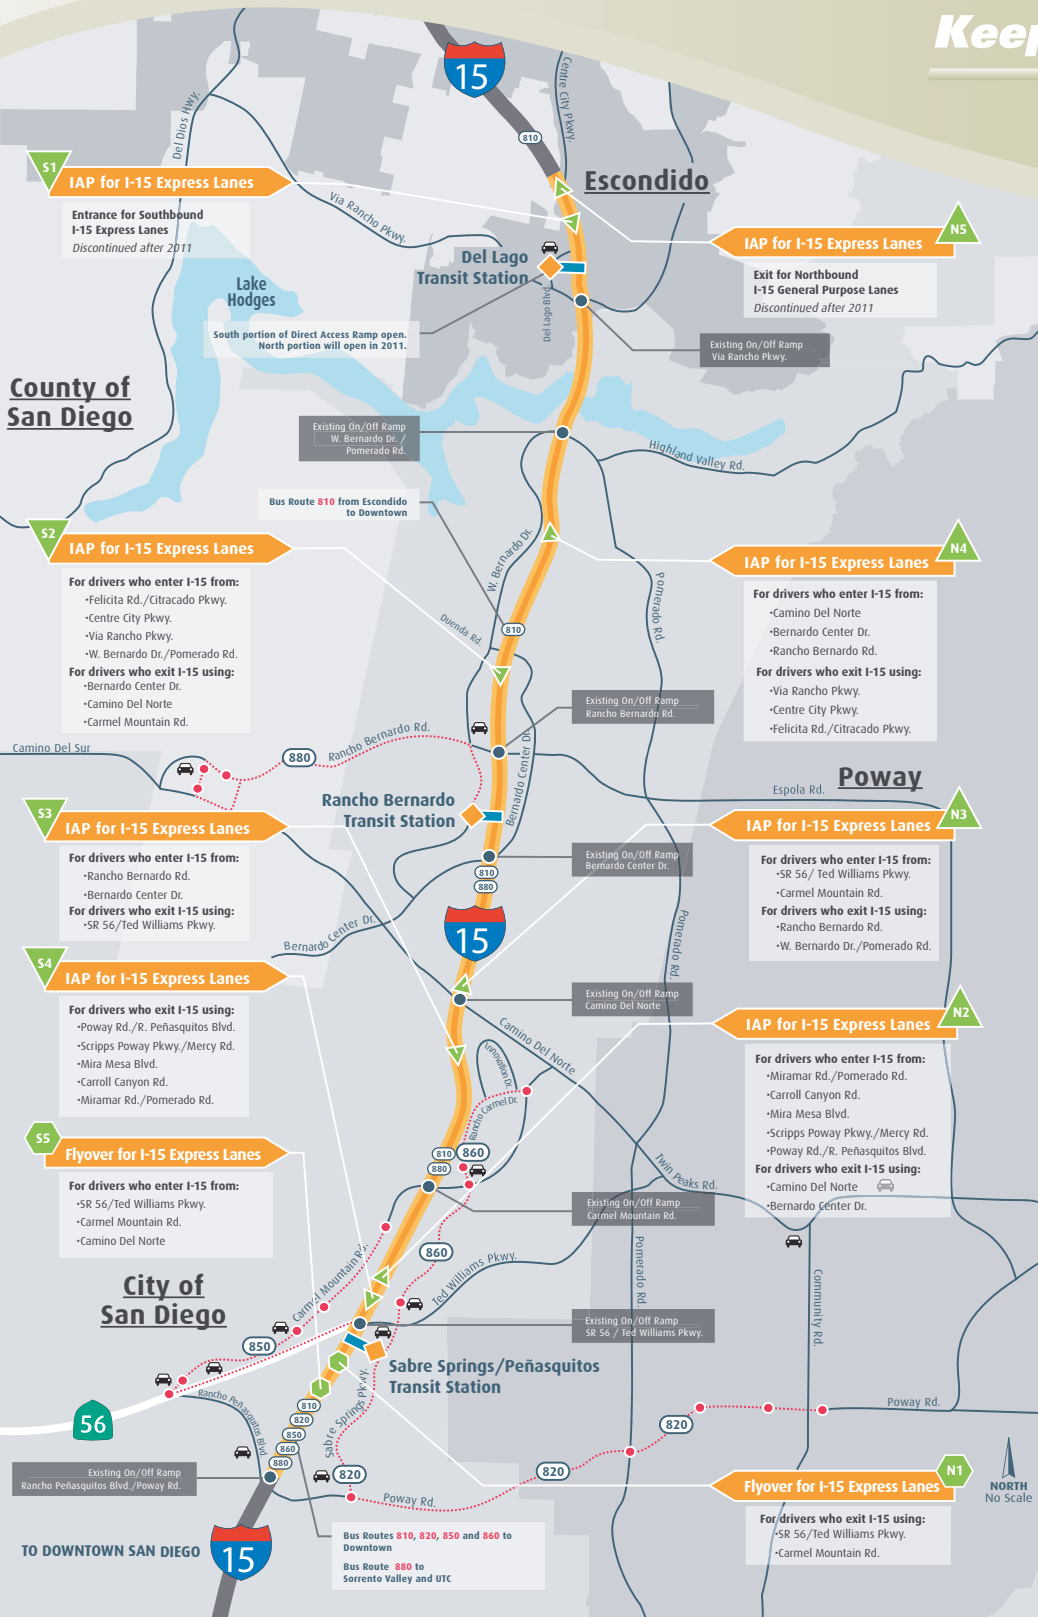 Keep
15
810
Centre City Pkwy.
Del Dios Hwy.
Escondido
S1
IAP for I-15 Express Lanes
Entrance for Southbound
I-15 Express Lanes
Discontinued after 2011
Via Rancho Pkwy.
N5
IAP for I-15 Express Lanes
Exit for Northbound
I-15 General Purpose Lanes
Discontinued after 2011
Del Lago
Transit Station
Del Lago Blvd.
Lake
Hodges
South portion of Direct Access Ramp open.
North portion will open in 2011.
Existing On/Off Ramp
Via Rancho Pkwy.
County of
San Diego
Existing On/Off Ramp
W. Bernardo Dr. /
Pomerado Rd.
Highland Valley Rd.
Bus Route 810 from Escondido
to Downtown
S2
IAP for I-15 Express Lanes
For drivers who enter I-15 from:
•Felicita Rd./Citracado Pkwy.
•Centre City Pkwy.
•Via Rancho Pkwy.
•W. Bernardo Dr./Pomerado Rd.
For drivers who exit I-15 using:
•Bernardo Center Dr.
•Camino Del Norte
•Carmel Mountain Rd.
W. Bernardo Dr.
Duenda Rd.
810
Pomerado Rd.
N4
IAP for I-15 Express Lanes
For drivers who enter I-15 from:
•Camino Del Norte
•Bernardo Center Dr.
•Rancho Bernardo Rd.
For drivers who exit I-15 using:
•Via Rancho Pkwy.
•Centre City Pkwy.
•Felicita Rd./Citracado Pkwy.
Existing On/Off Ramp
Rancho Bernardo Rd.
Camino Del Sur
880
Rancho Bernardo Rd.
Bernardo Center Dr.
Poway
Espola Rd.
Rancho Bernardo
Transit Station
S3
IAP for I-15 Express Lanes
For drivers who enter I-15 from:
•Rancho Bernardo Rd.
•Bernardo Center Dr.
For drivers who exit I-15 using:
•SR 56/Ted Williams Pkwy.
N3
IAP for I-15 Express Lanes
For drivers who enter I-15 from:
•SR 56/ Ted Williams Pkwy.
•Carmel Mountain Rd.
For drivers who exit I-15 using:
•Rancho Bernardo Rd.
•W. Bernardo Dr./Pomerado Rd.
Existing On/Off Ramp
Bernardo Center Dr.
810
880
15
Bernardo Center Dr.
Pomerado Rd.
S4
IAP for I-15 Express Lanes
For drivers who exit I-15 using:
•Poway Rd./R. Peñasquitos Blvd.
•Scripps Poway Pkwy./Mercy Rd.
•Mira Mesa Blvd.
•Carroll Canyon Rd.
•Miramar Rd./Pomerado Rd.
Existing On/Off Ramp
Camino Del Norte
Camino Del Norte
Innovation Dr.
Rancho Carmel Dr.
N2
IAP for I-15 Express Lanes
For drivers who enter I-15 from:
•Miramar Rd./Pomerado Rd.
•Carroll Canyon Rd.
•Mira Mesa Blvd.
•Scripps Poway Pkwy./Mercy Rd.
•Poway Rd./R. Peñasquitos Blvd.
For drivers who exit I-15 using:
•Camino Del Norte
•Bernardo Center Dr.
S5
Flyover for I-15 Express Lanes
For drivers who enter I-15 from:
•SR 56/Ted Williams Pkwy.
•Carmel Mountain Rd.
•Camino Del Norte
810
880
860
Twin Peaks Rd.
Existing On/Off Ramp
Carmel Mountain Rd.
Carmel Mountain Rd.
860
Ted Williams Pkwy.
Pomerado Rd.
Community Rd.
City of
San Diego
850
Existing On/Off Ramp
SR 56 / Ted Williams Pkwy.
Sabre Springs/Peñasquitos
Transit Station
Rancho Peñasquitos Blvd.
Sabre Springs Pkwy.
56
810
820
850
860
880
Poway Rd.
820
820
820
Poway Rd.
Existing On/Off Ramp
Rancho Peñasquitos Blvd./Poway Rd.
N1
Flyover for I-15 Express Lanes
For drivers who exit I-15 using:
•SR 56/Ted Williams Pkwy.
•Carmel Mountain Rd.
NORTH
No Scale
TO DOWNTOWN SAN DIEGO
15
Bus Routes 810, 820, 850 and 860 to
Downtown
Bus Route 880 to
Sorrento Valley and UTC